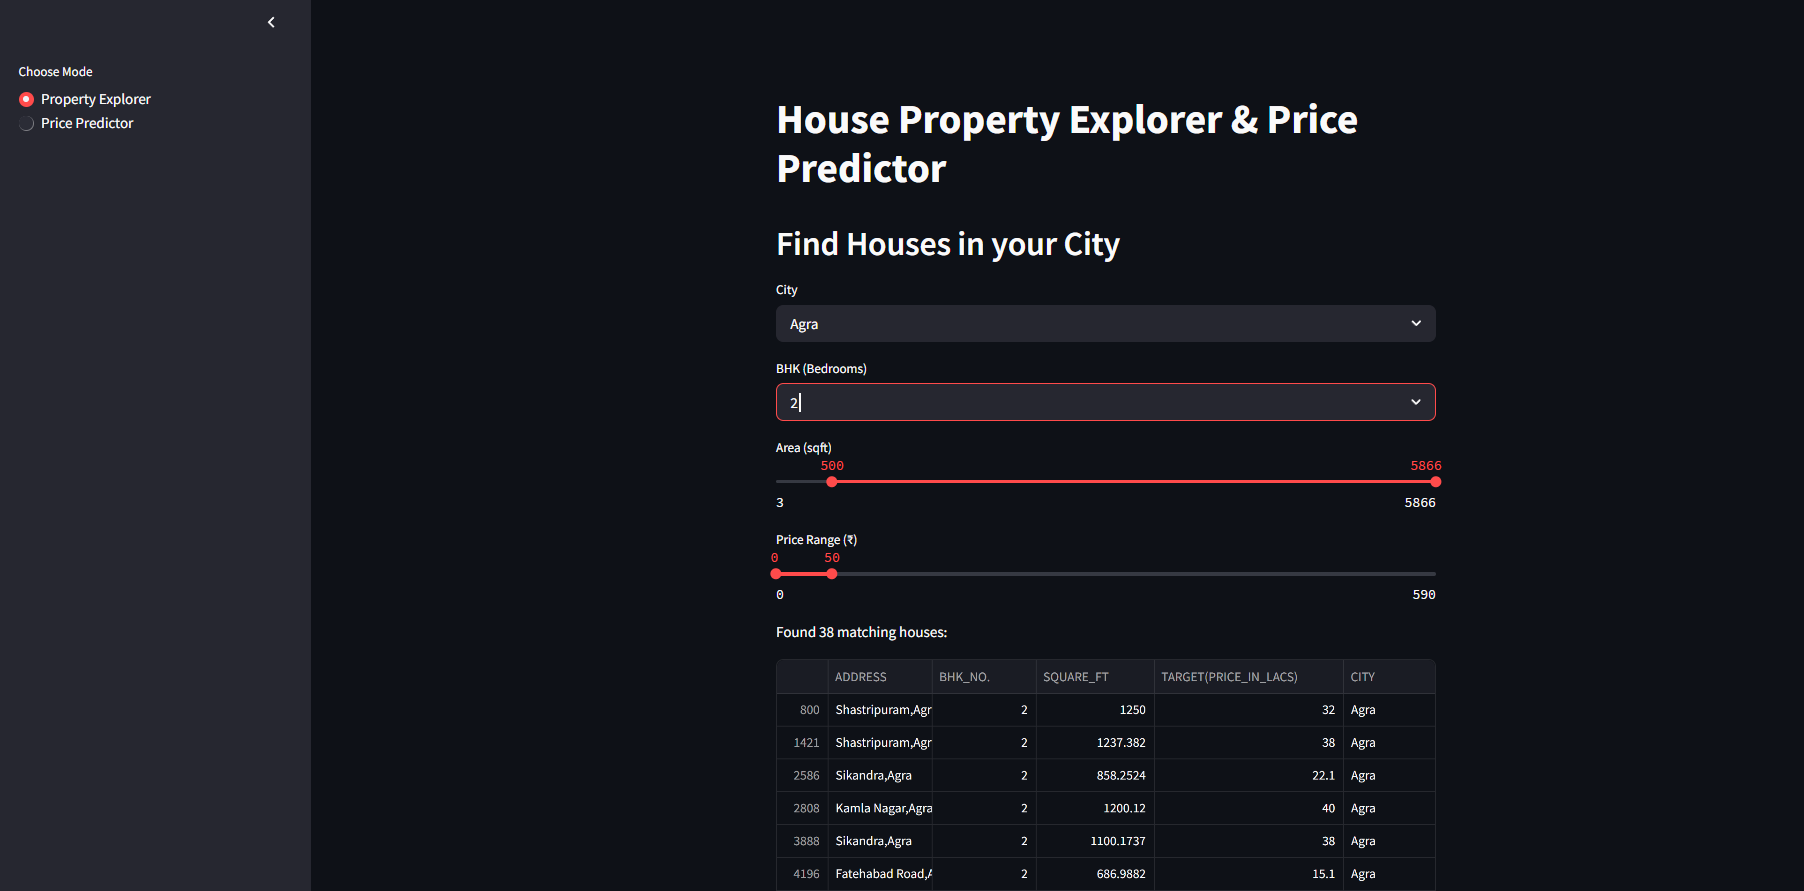 Choose Mode
Property Explorer
Price Predictor
House Property Explorer & Price
Predictor
Find Houses in your City
City
Agra
BHK (Bedrooms)
2
Area (sqft)
500 5866
3 5866
Price Range (₹)
0 50
0 590
Found 38 matching houses:
ADDRESS BHK_NO. SQUARE_FT TARGET(PRICE_IN_LACS) CITY
800 Shastripuram,Agr 2 1250 32 Agra
1421 Shastripuram,Agr 2 1237.382 38 Agra
2586 Sikandra,Agra 2 858.2524 22.1 Agra
2808 Kamla Nagar,Agra 2 1200.12 40 Agra
3888 Sikandra,Agra 2 1100.1737 38 Agra
4196 Fatehabad Road,A 2 686.9882 15.1 Agra